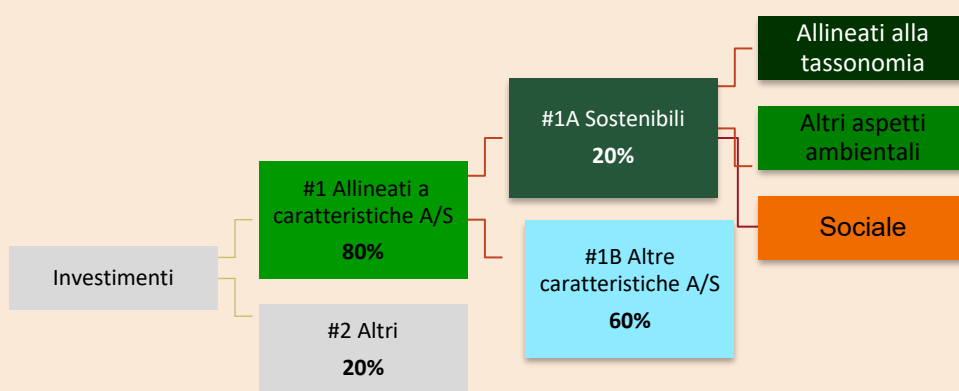 Investimenti
#1 Allineati a
caratteristiche A/S
80%
#2 Altri
20%
#1A Sostenibili
20%
#1B Altre
caratteristiche A/S
60%
Allineati alla
tassonomia
Altri aspetti
ambientali
Sociale